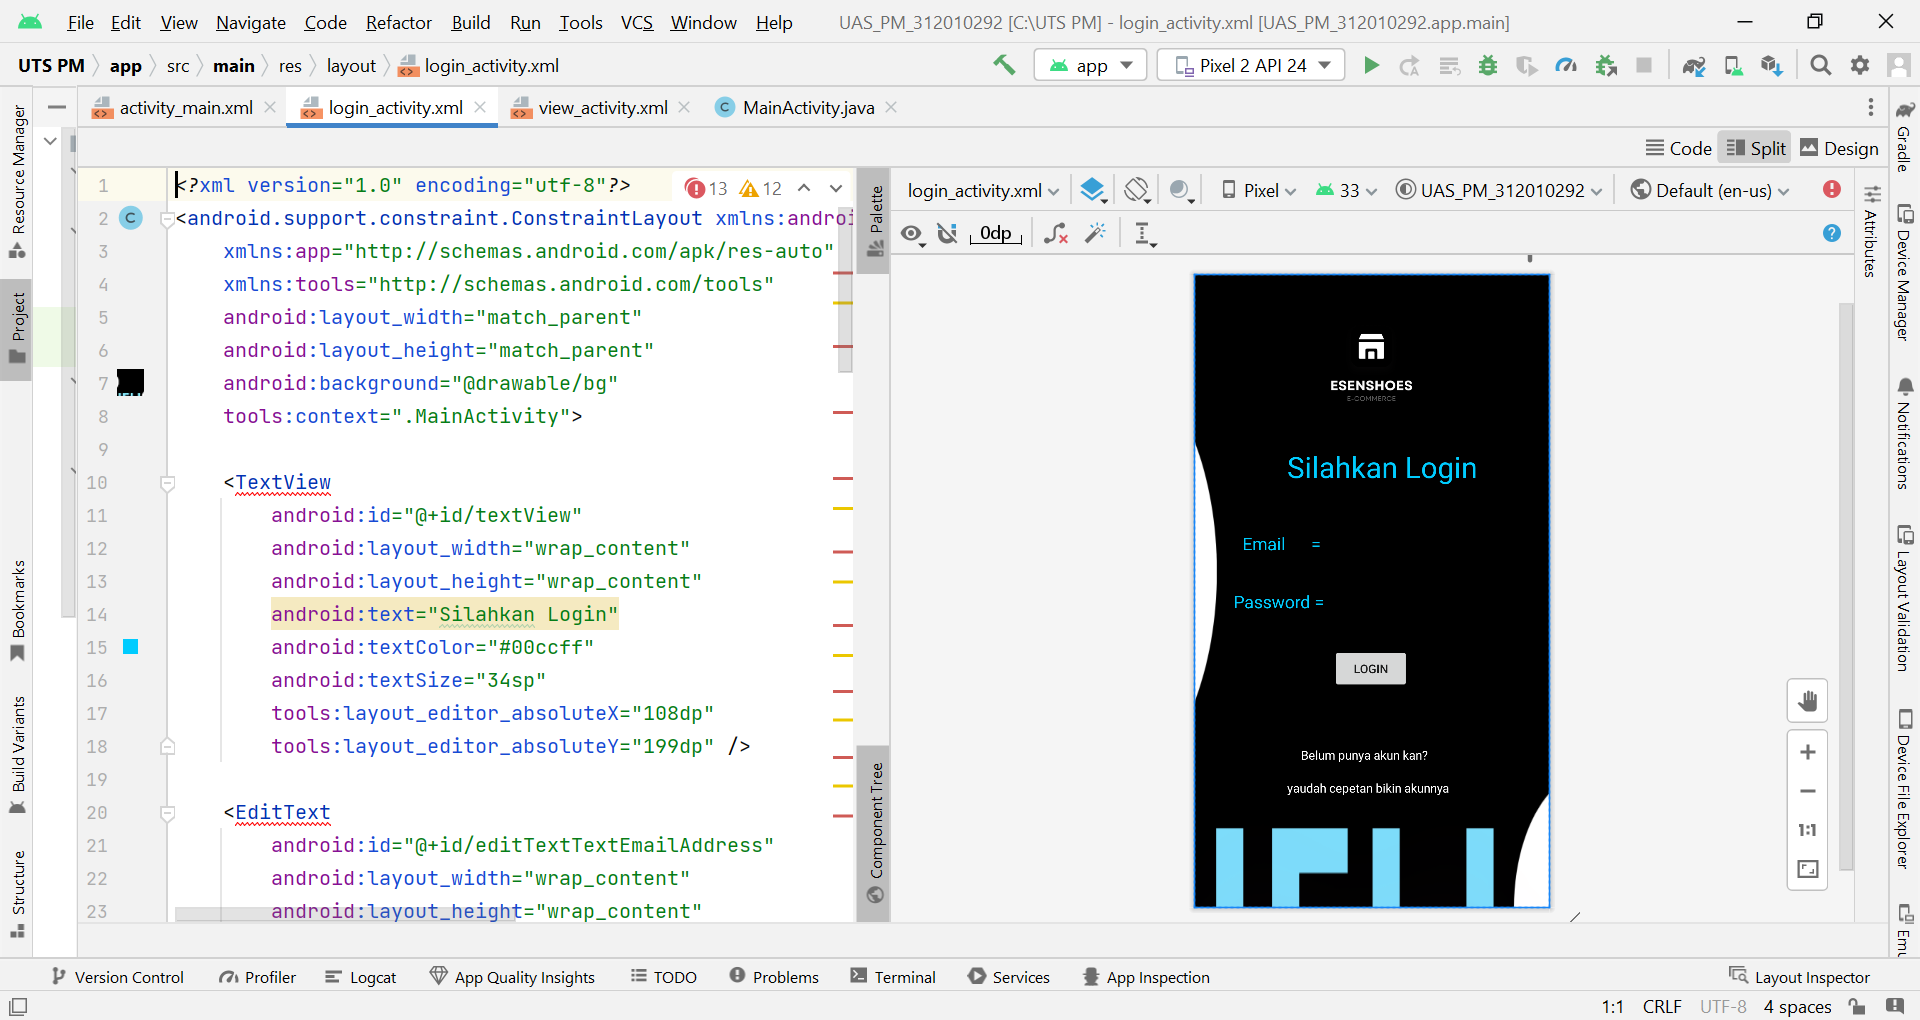 File Edit View Navigate Code Refactor Build Run Tools VCS Window Help UAS_PM_312010292 [C:\UTS PM] - login_activity.xml [UAS_PM_312010292.app.main]
UTS PM app src main res layout login_activity.xml app Pixel 2 API 24
activity_main.xml login_activity.xml view_activity.xml MainActivity.java
Code Split Design
Resource Manager
Project
Bookmarks
Build Variants
Structure
13 12
1 <?xml version="1.0" encoding="utf-8"?>
2 <android.support.constraint.ConstraintLayout xmlns:androi
3 xmlns:app="http://schemas.android.com/apk/res-auto"
4 xmlns:tools="http://schemas.android.com/tools"
5 android:layout_width="match_parent"
6 android:layout_height="match_parent"
7 android:background="@drawable/bg"
8 tools:context=".MainActivity">
9
10 <TextView
11 android:id="@+id/textView"
12 android:layout_width="wrap_content"
13 android:layout_height="wrap_content"
14 android:text="Silahkan Login"
15 android:textColor="#00ccff"
16 android:textSize="34sp"
17 tools:layout_editor_absoluteX="108dp"
18 tools:layout_editor_absoluteY="199dp" />
19
20 <EditText
21 android:id="@+id/editTextTextEmailAddress"
22 android:layout_width="wrap_content"
23 android:layout_height="wrap_content"
Palette
Component Tree
login_activity.xml Pixel 33 UAS_PM_312010292 Default (en-us)
0dp
ESENSHOES
E-COMMERCE
Silahkan Login
Email =
Password =
LOGIN
Belum punya akun kan?
yaudah cepetan bikin akunnya
1:1
Attributes
Gradle
Device Manager
Notifications
Layout Validation
Device File Explorer
Emu
Version Control Profiler Logcat App Quality Insights TODO Problems Terminal Services App Inspection Layout Inspector
1:1 CRLF UTF-8 4 spaces